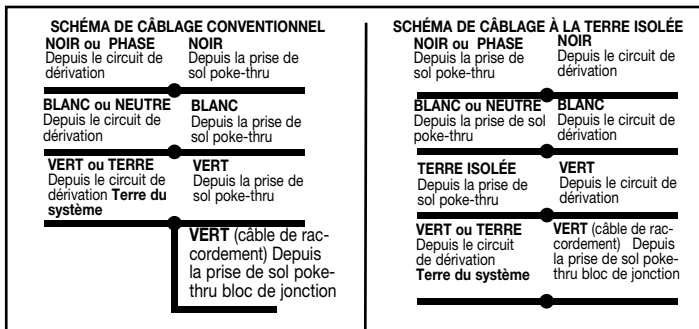 SCHÉMA DE CÂBLAGE CONVENTIONNEL
NOIR ou PHASE
Depuis le circuit de
dérivation
NOIR
Depuis la prise de
sol poke-thru
BLANC ou NEUTRE
Depuis le circuit de
dérivation
BLANC
Depuis la prise de
sol poke-thru
VERT ou TERRE
Depuis le circuit de
dérivation Terre du
système
VERT
Depuis la prise de
sol poke-thru
VERT (câble de rac-
cordement) Depuis
la prise de sol poke-
thru bloc de jonction
SCHÉMA DE CÂBLAGE À LA TERRE ISOLÉE
NOIR ou PHASE
Depuis la prise de
sol poke-thru
NOIR
Depuis le circuit de
dérivation
BLANC ou NEUTRE
Depuis la prise de sol
poke-thru
BLANC
Depuis le circuit de
dérivation
TERRE ISOLÉE
Depuis la prise de
sol poke-thru
VERT
Depuis le circuit de
dérivation
VERT ou TERRE
Depuis le circuit
de dérivation
Terre du système
VERT (câble de rac-
cordement) Depuis
la prise de sol poke-
thru bloc de jonction